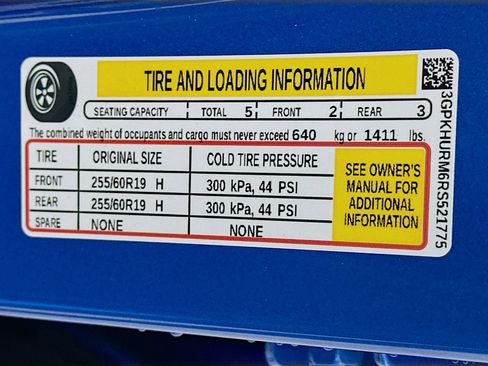 TIRE AND LOADING INFORMATION
SEATING CAPACITY TOTAL 5 FRONT 2 REAR 3
The combined weight of occupants and cargo must never exceed 640 kg or 1411 lbs.
TIRE ORIGINAL SIZE COLD TIRE PRESSURE
FRONT 255/60R19 H 300 kPa, 44 PSI
REAR 255/60R19 H 300 kPa, 44 PSI
SPARE NONE NONE
SEE OWNER'S
MANUAL FOR
ADDITIONAL
INFORMATION
3GPKHURM6RS521775